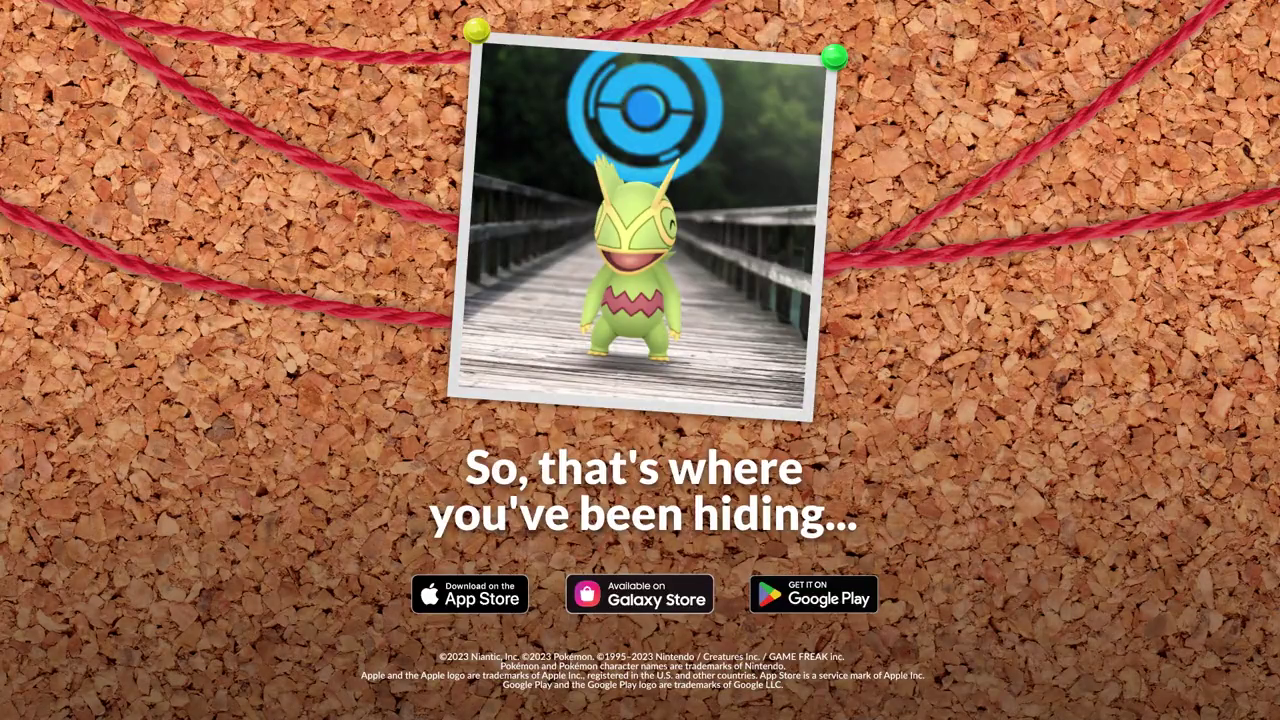 So, that's where
you've been hiding...
Download on the
App Store
Available on
Galaxy Store
GET IT ON
Google Play
©2023 Niantic, Inc. ©2023 Pokémon. ©1995–2023 Nintendo / Creatures Inc. / GAME FREAK inc.
Pokémon and Pokémon character names are trademarks of Nintendo.
Apple and the Apple logo are trademarks of Apple Inc., registered in the U.S. and other countries. App Store is a service mark of Apple Inc.
Google Play and the Google Play logo are trademarks of Google LLC.